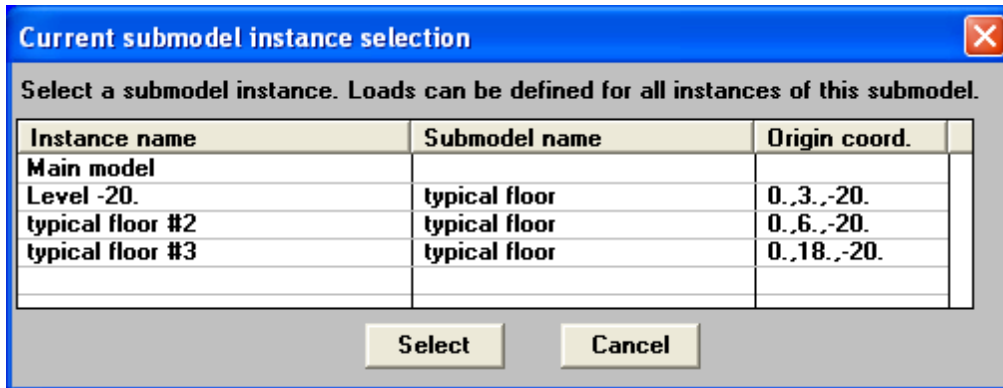 Current submodel instance selection
Select a submodel instance. Loads can be defined for all instances of this submodel.
Instance name Submodel name Origin coord.
Main model
Level -20. typical floor 0.,3.,-20.
typical floor #2 typical floor 0.,6.,-20.
typical floor #3 typical floor 0.,18.,-20.
Select Cancel